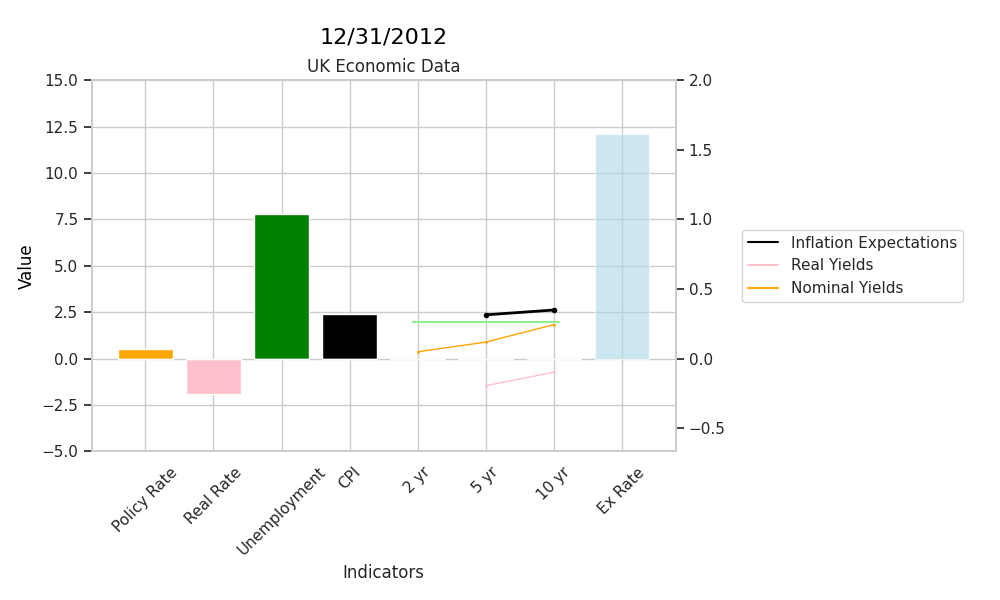 12/31/2012
UK Economic Data
15.0
12.5
10.0
7.5
5.0
2.5
0.0
−2.5
−5.0
Value
2.0
1.5
1.0
0.5
0.0
−0.5
Inflation Expectations
Real Yields
Nominal Yields
Policy Rate
Real Rate
Unemployment
CPI
2 yr
5 yr
10 yr
Ex Rate
Indicators